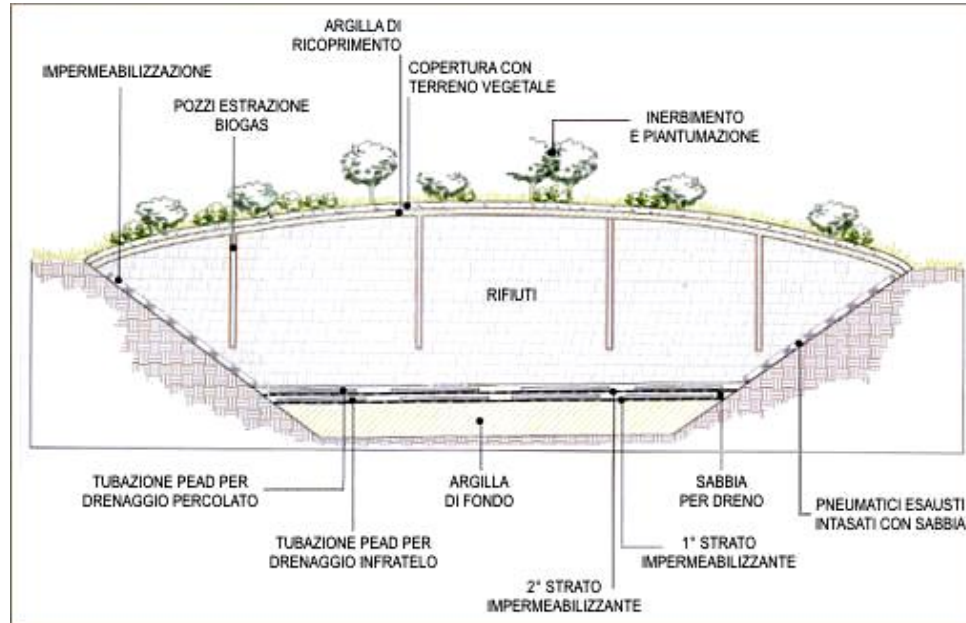 ARGILLA DI
RICOPRIMENTO
IMPERMEABILIZZAZIONE
COPERTURA CON
TERRENO VEGETALE
POZZI ESTRAZIONE
BIOGAS
INERBIMENTO
E PIANTUMAZIONE
RIFIUTI
TUBAZIONE PEAD PER
DRENAGGIO PERCOLATO
ARGILLA
DI FONDO
SABBIA
PER DRENO
PNEUMATICI ESAUSTI
INTASATI CON SABBIA
TUBAZIONE PEAD PER
DRENAGGIO INFRATELO
1° STRATO
IMPERMEABILIZZANTE
2° STRATO
IMPERMEABILIZZANTE